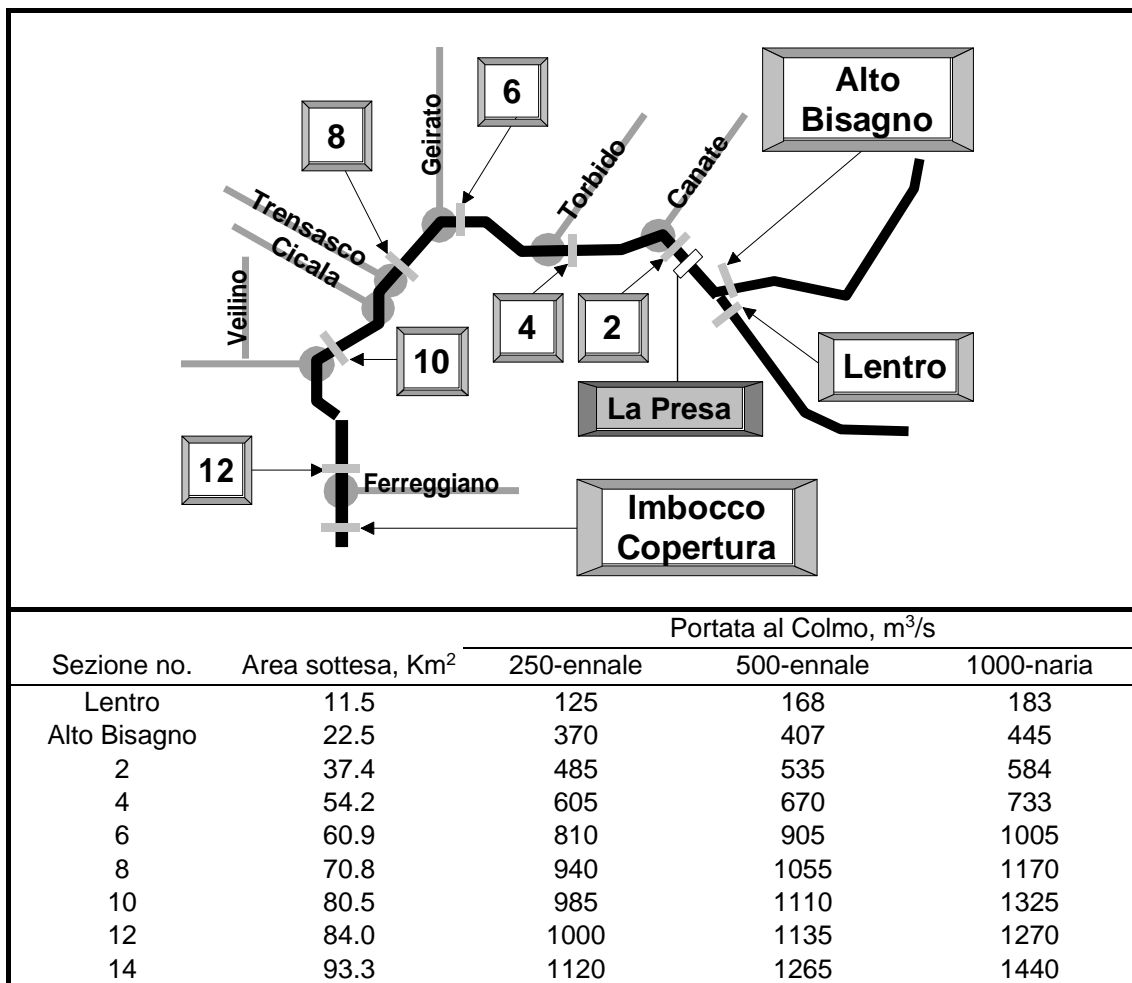 Alto
Bisagno
6
8
Geirato
Torbido
Canate
Trensasco
Cicala
Veilino
4
2
10
Lentro
La Presa
12
Ferreggiano
Imbocco
Copertura
Portata al Colmo, m³/s
Sezione no. Area sottesa, Km² 250-ennale 500-ennale 1000-naria
Lentro 11.5 125 168 183
Alto Bisagno 22.5 370 407 445
2 37.4 485 535 584
4 54.2 605 670 733
6 60.9 810 905 1005
8 70.8 940 1055 1170
10 80.5 985 1110 1325
12 84.0 1000 1135 1270
14 93.3 1120 1265 1440